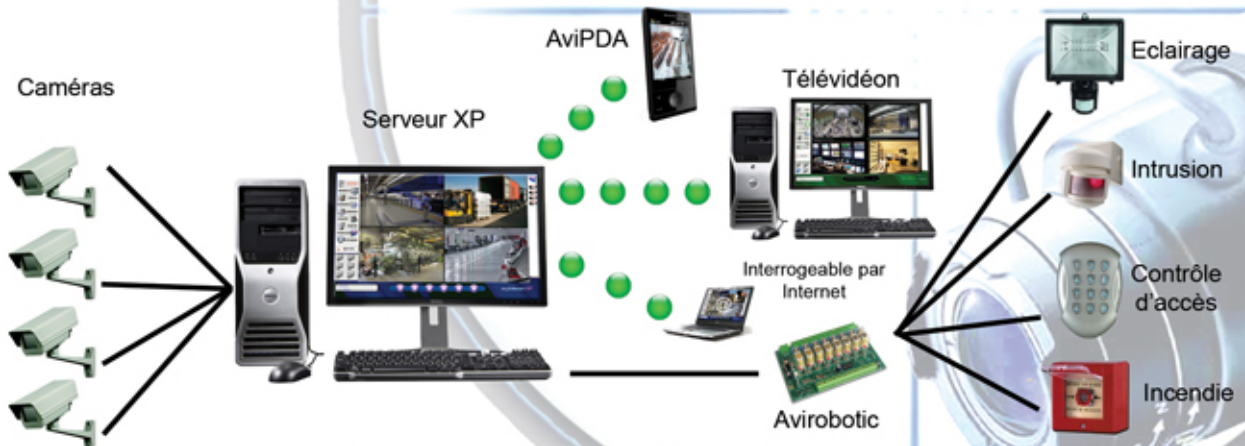 Caméras
Serveur XP
AviPDA
Télévidéon
Interrogeable par
Internet
Avirobotic
Eclairage
Intrusion
Contrôle
d'accès
Incendie